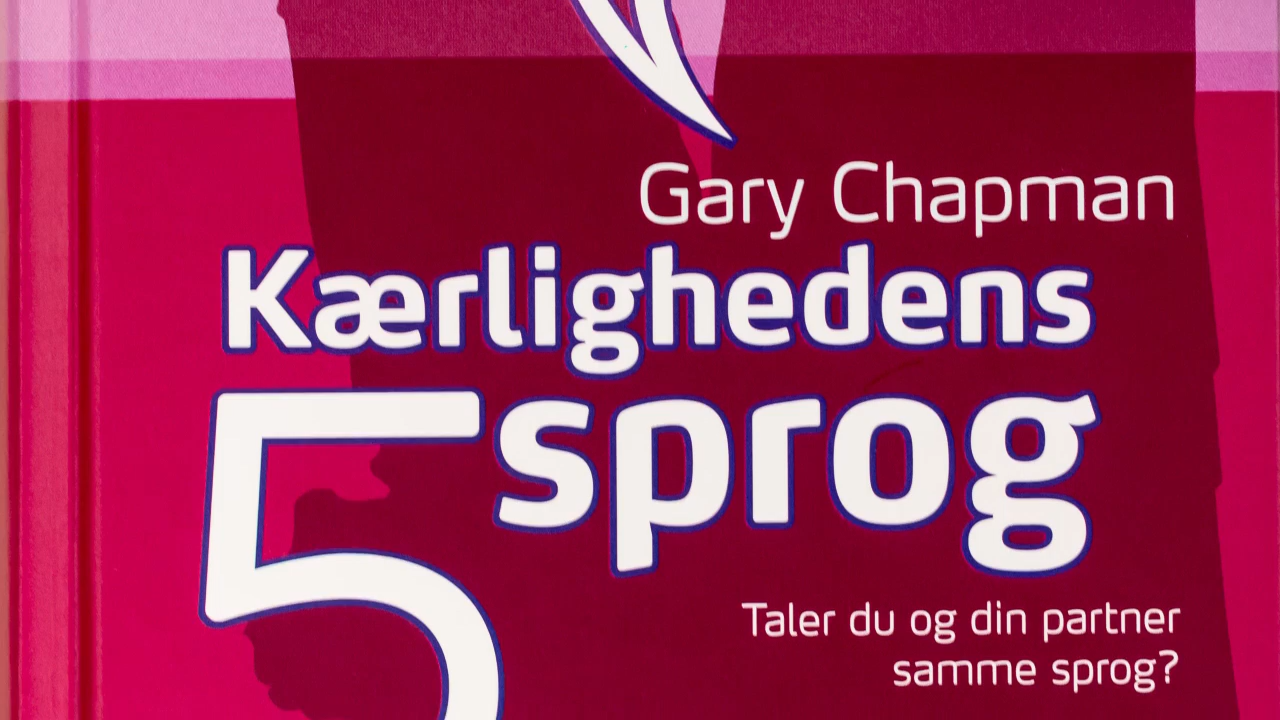 Gary Chapman
Kærlighedens
5 sprog
Taler du og din partner
samme sprog?